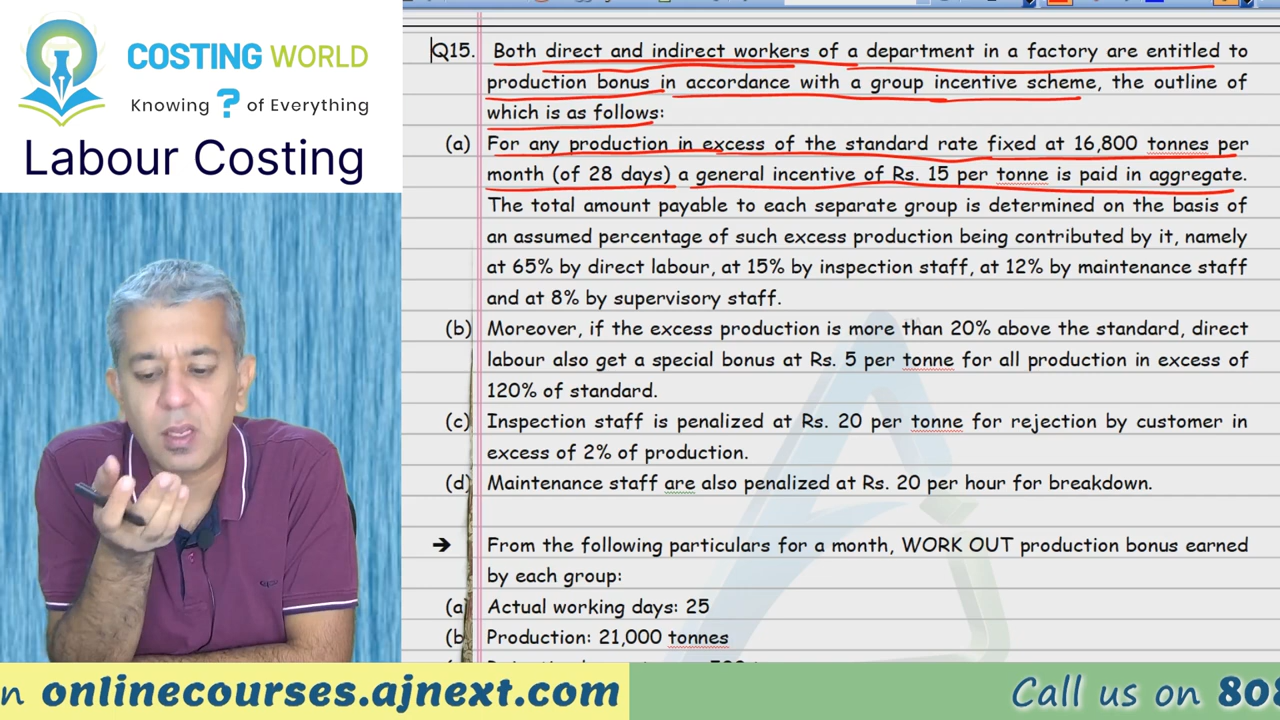 COSTING WORLD
Knowing ? of Everything
Labour Costing
Q15. Both direct and indirect workers of a department in a factory are entitled to
production bonus in accordance with a group incentive scheme, the outline of
which is as follows:
(a) For any production in excess of the standard rate fixed at 16,800 tonnes per
month (of 28 days) a general incentive of Rs. 15 per tonne is paid in aggregate.
The total amount payable to each separate group is determined on the basis of
an assumed percentage of such excess production being contributed by it, namely
at 65% by direct labour, at 15% by inspection staff, at 12% by maintenance staff
and at 8% by supervisory staff.
(b) Moreover, if the excess production is more than 20% above the standard, direct
labour also get a special bonus at Rs. 5 per tonne for all production in excess of
120% of standard.
(c) Inspection staff is penalized at Rs. 20 per tonne for rejection by customer in
excess of 2% of production.
(d) Maintenance staff are also penalized at Rs. 20 per hour for breakdown.
→ From the following particulars for a month, WORK OUT production bonus earned
by each group:
(a) Actual working days: 25
(b Production: 21,000 tonnes
n onlinecourses.ajnext.com
Call us on 808